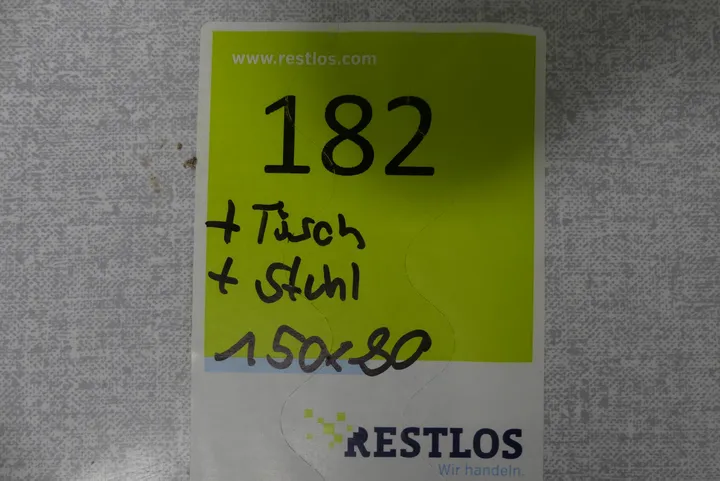 www.restlos.com
182
+ Tisch
+ Stuhl
150x80
RESTLOS
Wir handeln.